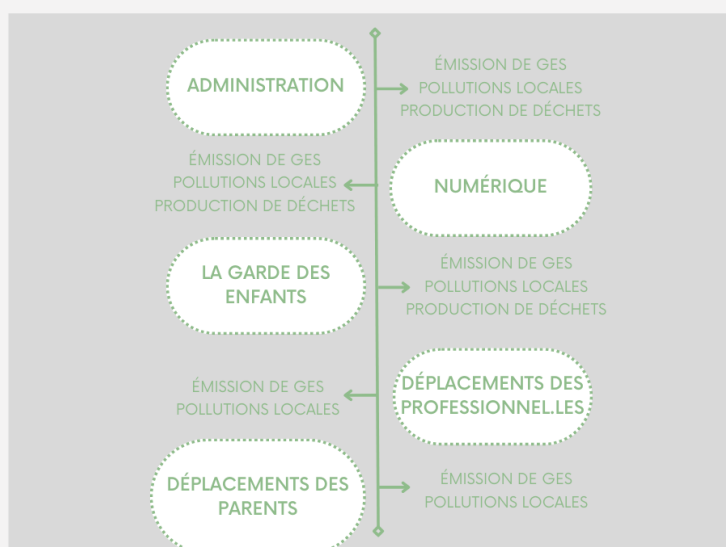 ADMINISTRATION
ÉMISSION DE GES
POLLUTIONS LOCALES
PRODUCTION DE DÉCHETS
NUMÉRIQUE
ÉMISSION DE GES
POLLUTIONS LOCALES
PRODUCTION DE DÉCHETS
LA GARDE DES
ENFANTS
ÉMISSION DE GES
POLLUTIONS LOCALES
PRODUCTION DE DÉCHETS
DÉPLACEMENTS DES
PROFESSIONNEL.LES
ÉMISSION DE GES
POLLUTIONS LOCALES
DÉPLACEMENTS DES
PARENTS
ÉMISSION DE GES
POLLUTIONS LOCALES